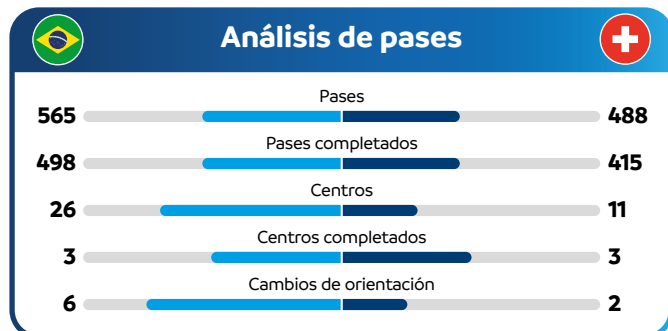 Análisis de pases
Pases
565 488
Pases completados
498 415
Centros
26 11
Centros completados
3 3
Cambios de orientación
6 2